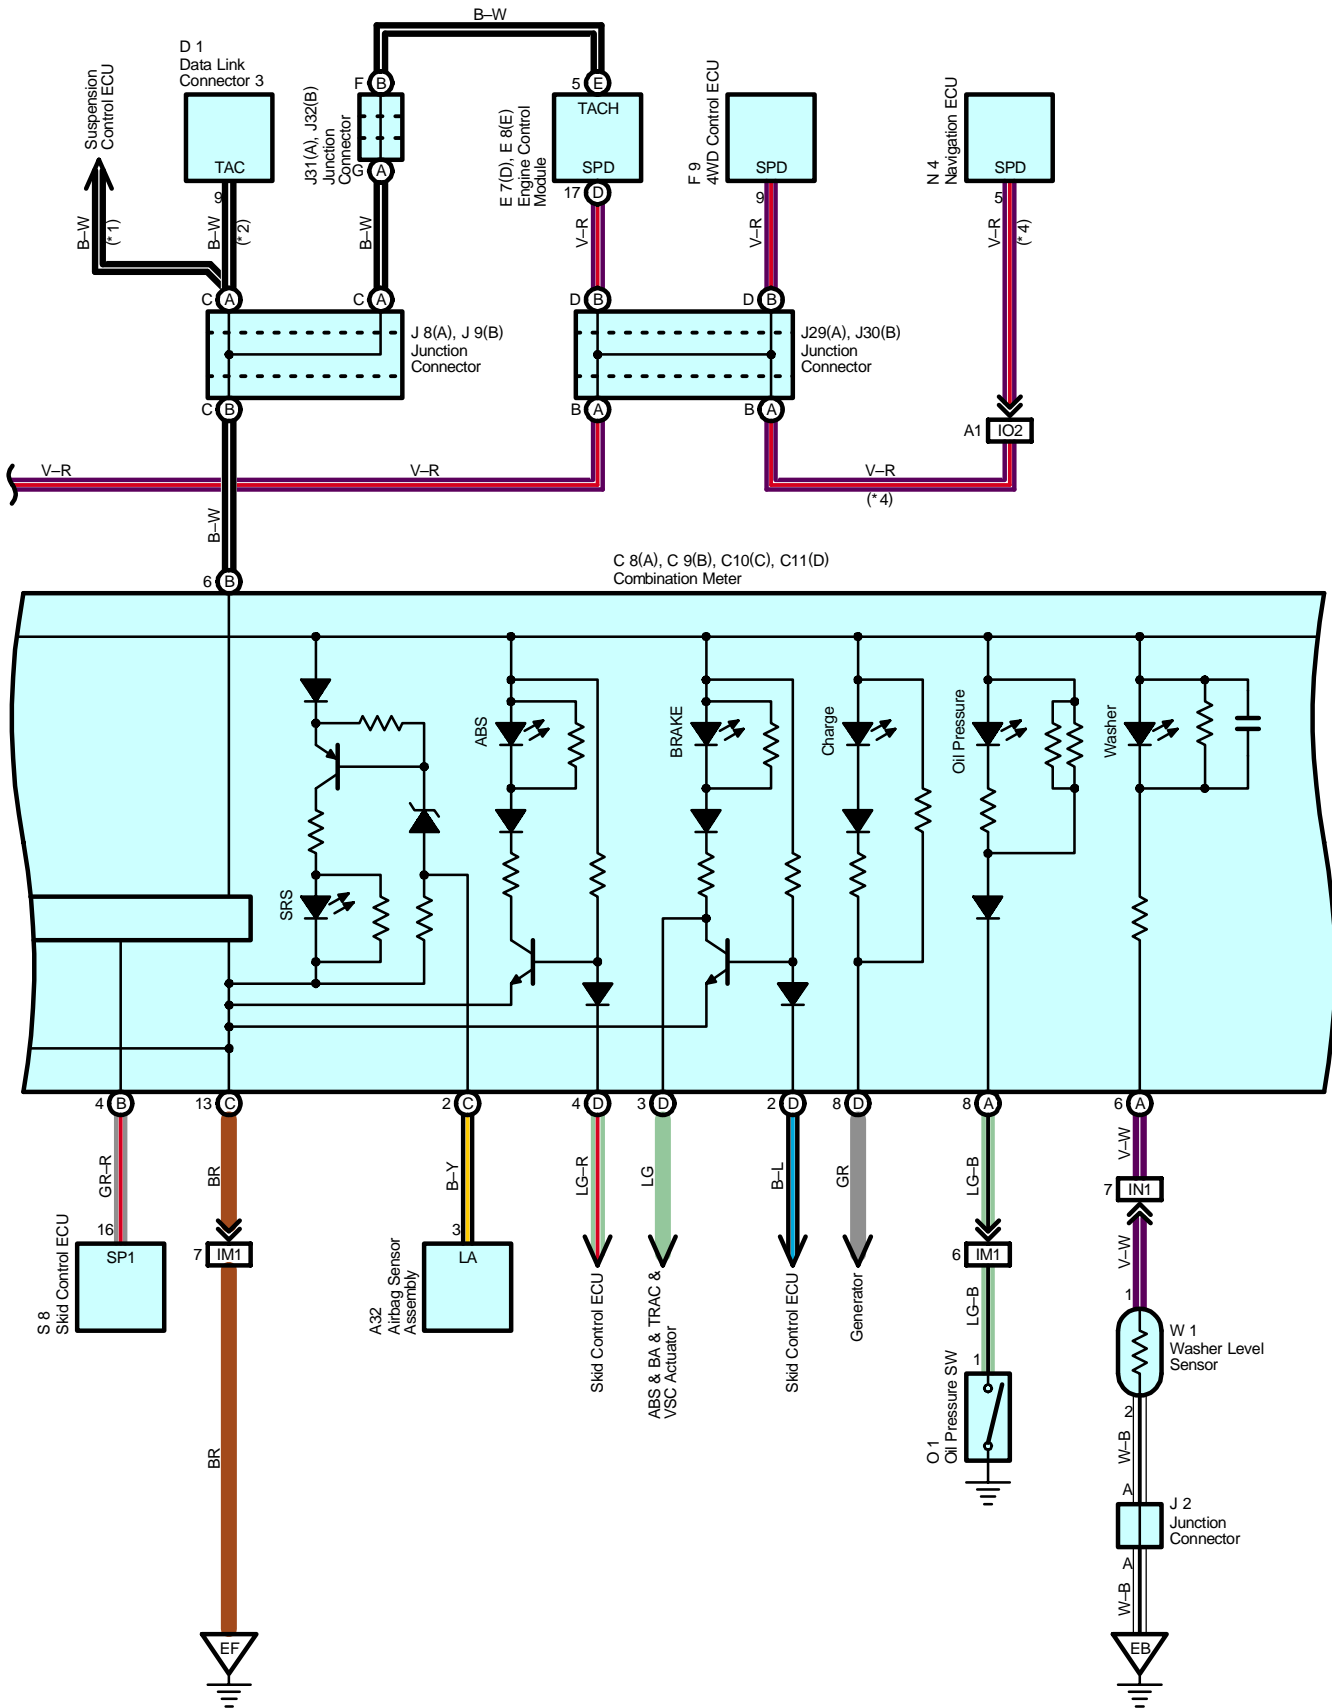 B–W
D 1
Data Link
Connector 3
Suspension
Control ECU
F B
J31(A), J32(B)
Junction
Connector
G A
5 E
TACH
SPD
E 7(D), E 8(E)
Engine Control
Module
17 D
F 9
4WD Control ECU
SPD
9
N 4
Navigation ECU
SPD
5
TAC
9
B–W
(*1)
B–W
(*2)
B–W
V–R
V–R
V–R
(*4)
C A
C A
D B
D B
J 8(A), J 9(B)
Junction
Connector
J29(A), J30(B)
Junction
Connector
C B
B A
B A
A1 IO2
V–R
V–R
V–R
(*4)
B–W
C 8(A), C 9(B), C10(C), C11(D)
Combination Meter
6 B
SRS
ABS
BRAKE
Charge
Oil Pressure
Washer
4 B
13 C
2 C
4 D
3 D
2 D
8 D
8 A
6 A
GR–R
BR
B–Y
LG–R
LG
B–L
GR
LG–B
V–W
7 IN1
16
SP1
S 8
Skid Control ECU
7 IM1
3
LA
A32
Airbag Sensor
Assembly
Skid Control ECU
ABS & BA & TRAC &
VSC Actuator
Skid Control ECU
Generator
6 IM1
LG–B
V–W
1
W 1
Washer Level
Sensor
1
O 1
Oil Pressure SW
2
BR
W–B
A
J 2
Junction
Connector
A
W–B
EF
EB